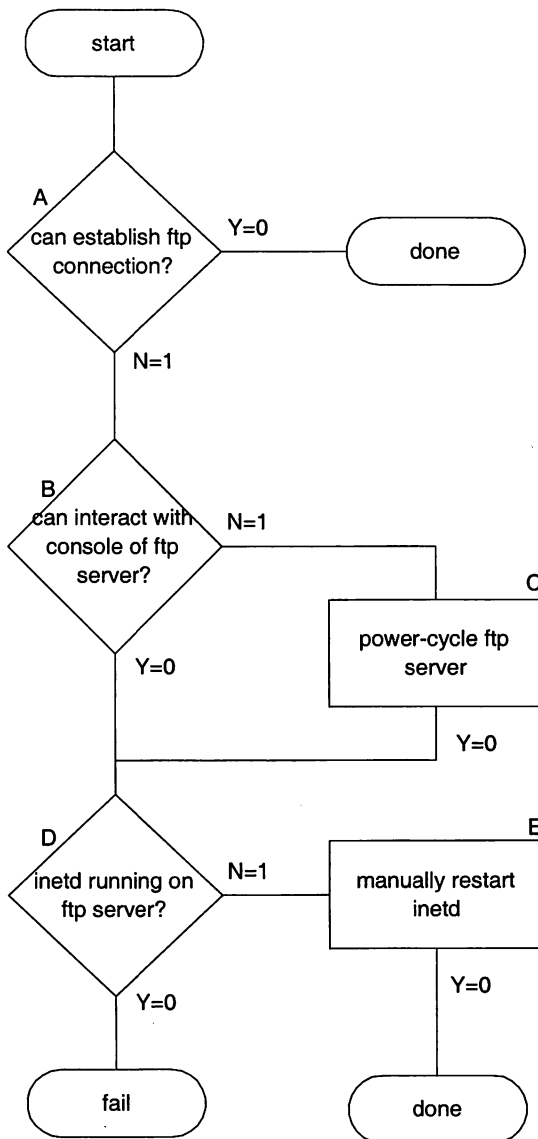 start
A
can establish ftp
connection?
Y=0
done
N=1
B
can interact with
console of ftp
server?
N=1
C
power-cycle ftp
server
Y=0
Y=0
D
inetd running on
ftp server?
N=1
E
manually restart
inetd
Y=0
Y=0
fail
done